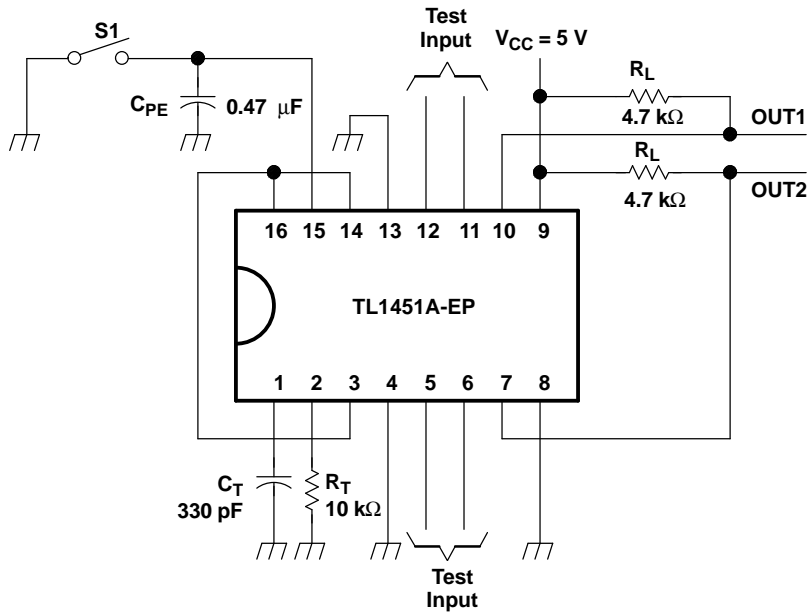 S1
Test
Input
VCC = 5 V
CPE
0.47 µF
RL
4.7 kΩ
OUT1
RL
4.7 kΩ
OUT2
16 15 14 13 12 11 10 9
TL1451A-EP
1 2 3 4 5 6 7 8
CT
330 pF
RT
10 kΩ
Test
Input